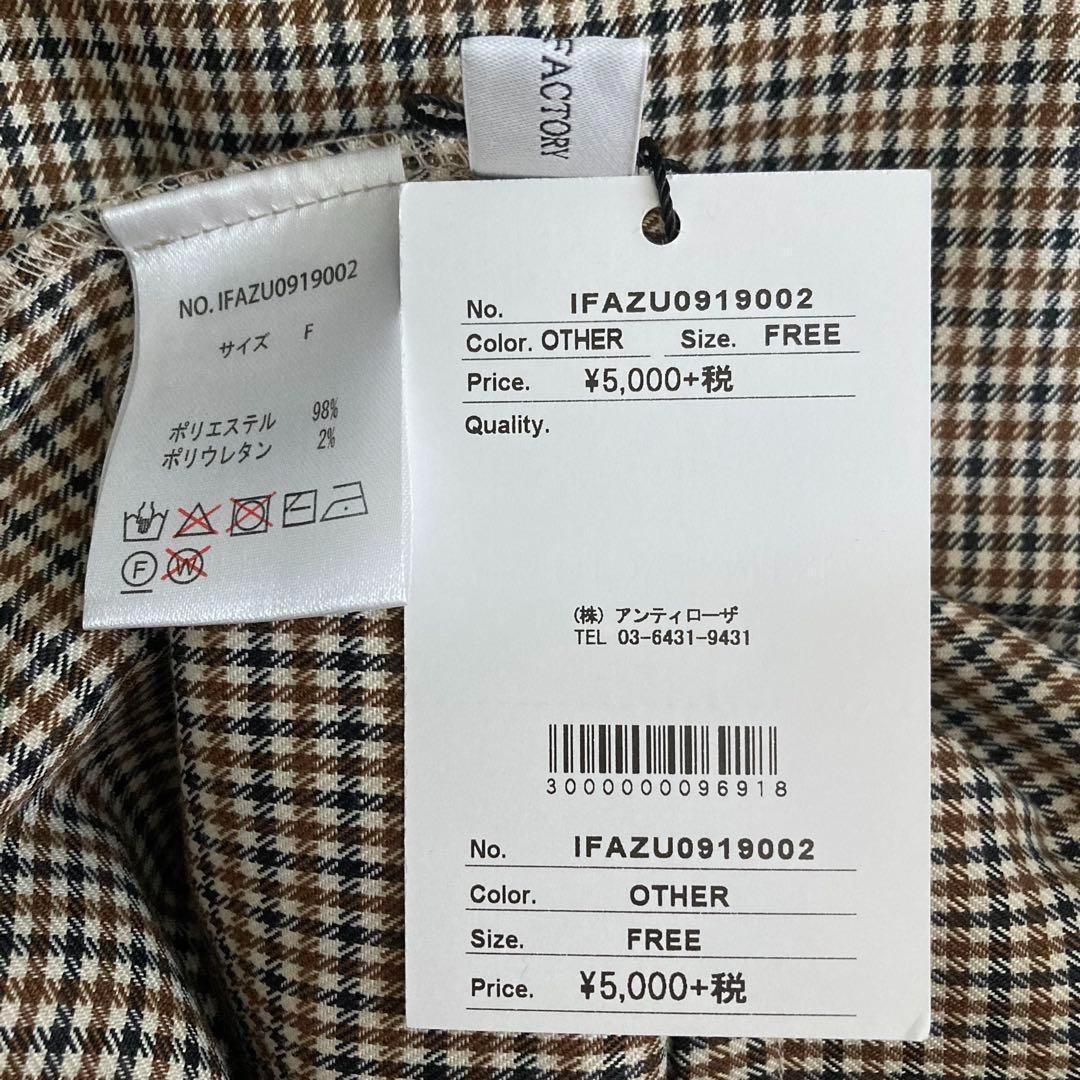 EFACTORY
NO. IFAZU0919002
サイズ F
ポリエステル 98%
ポリウレタン 2%
F
W
No. IFAZU0919002
Color. OTHER Size. FREE
Price. ¥5,000+税
Quality.
(株) アンティローザ
TEL 03-6431-9431
3000000096918
No. IFAZU0919002
Color. OTHER
Size. FREE
Price. ¥5,000+税